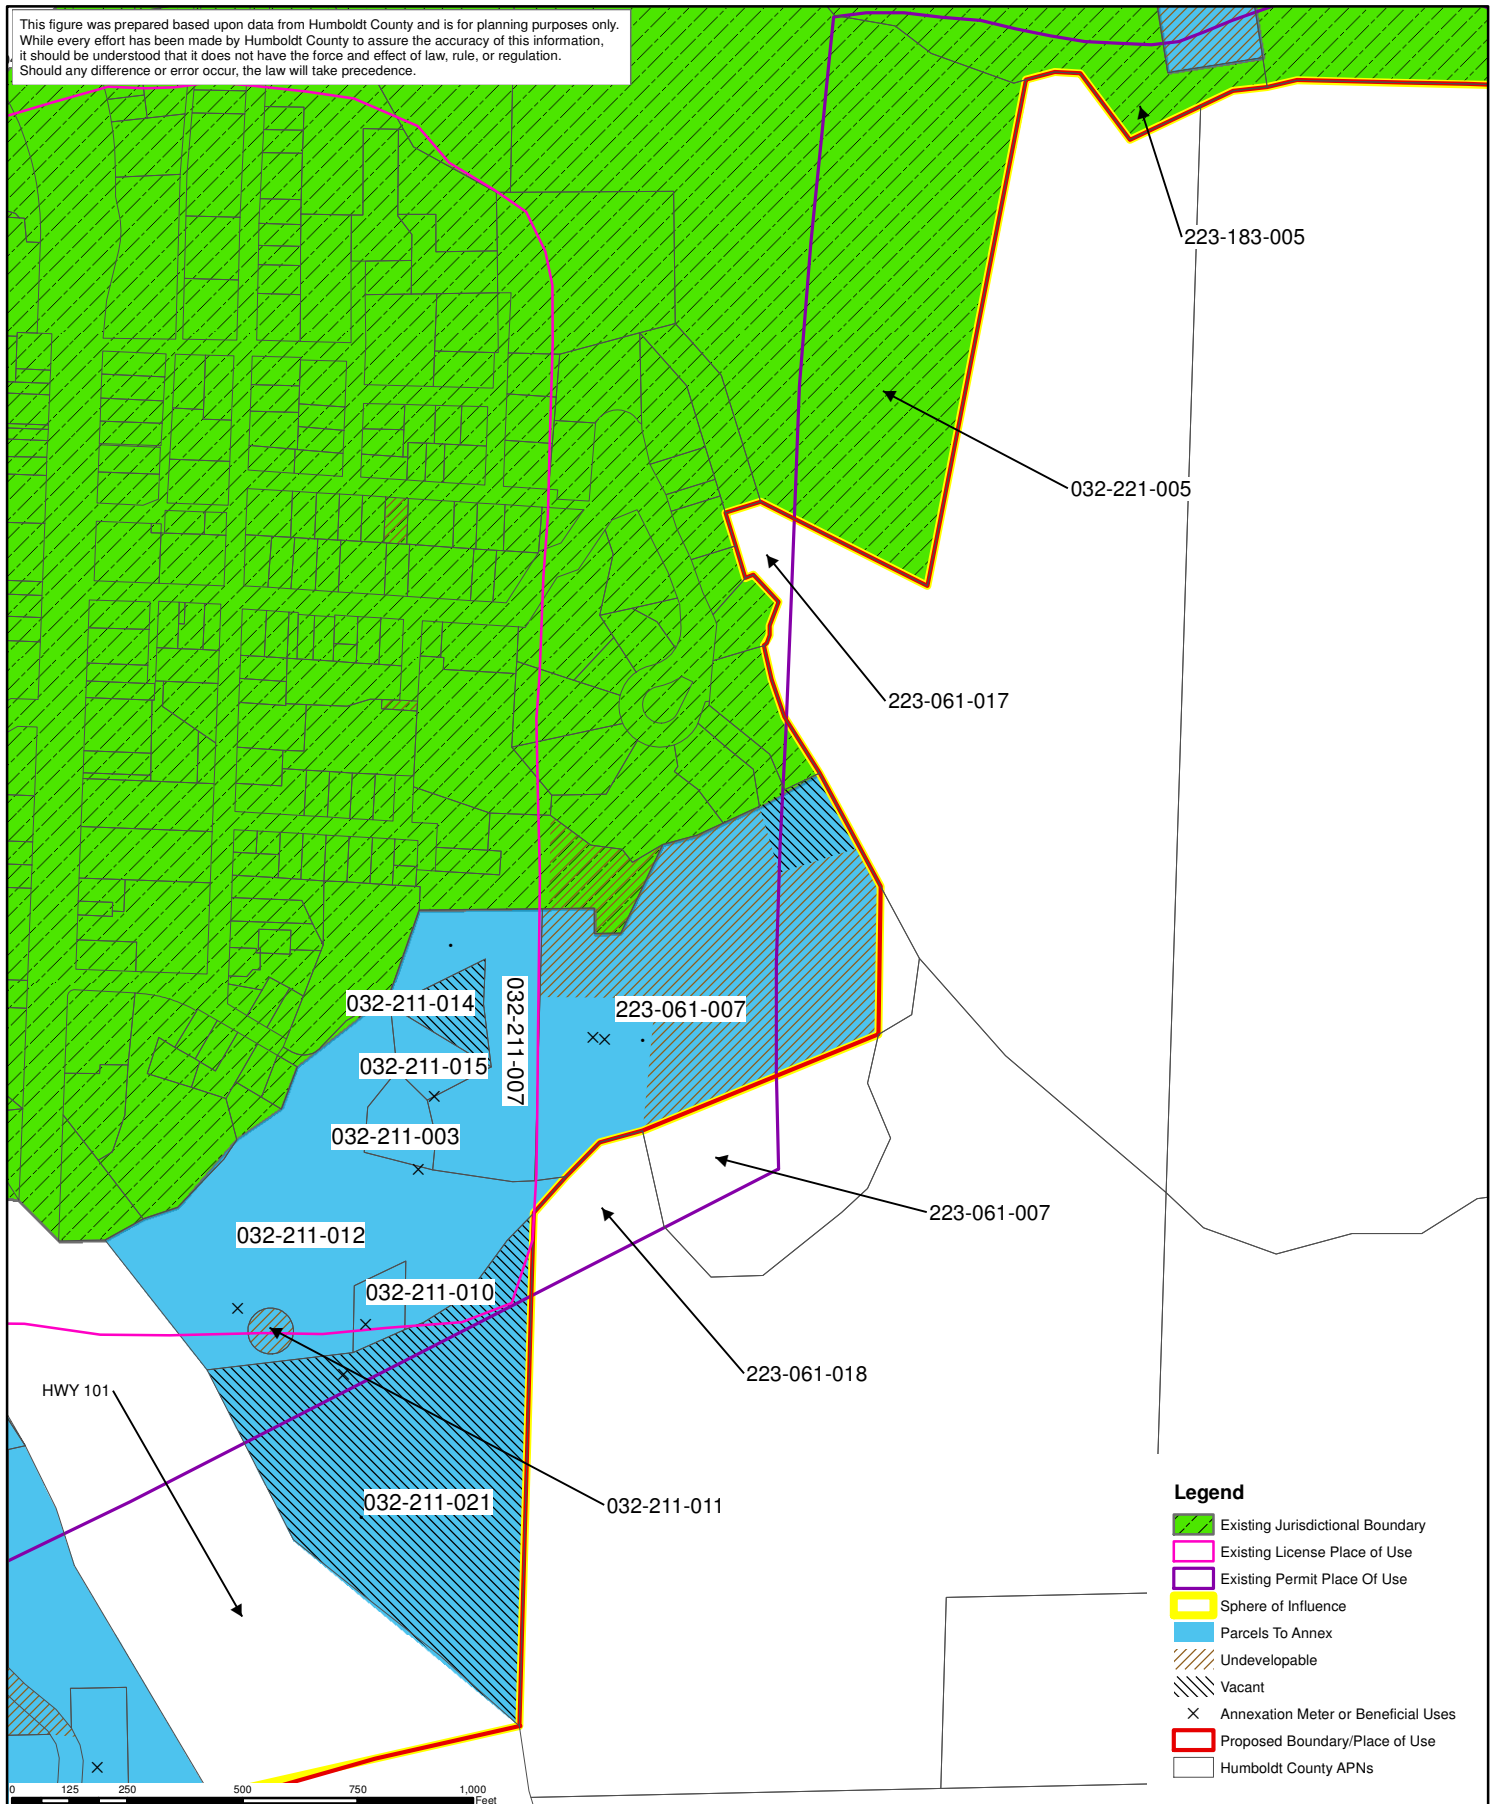 This figure was prepared based upon data from Humboldt County and is for planning purposes only.
While every effort has been made by Humboldt County to assure the accuracy of this information,
it should be understood that it does not have the force and effect of law, rule, or regulation.
Should any difference or error occur, the law will take precedence.
223-183-005
032-221-005
223-061-017
032-211-014
032-211-007
223-061-007
032-211-015
032-211-003
223-061-007
032-211-012
032-211-010
223-061-018
HWY 101
032-211-021
032-211-011
Legend
Existing Jurisdictional Boundary
Existing License Place of Use
Existing Permit Place Of Use
Sphere of Influence
Parcels To Annex
Undevelopable
Vacant
Annexation Meter or Beneficial Uses
Proposed Boundary/Place of Use
Humboldt County APNs
0 125 250 500 750 1,000
Feet